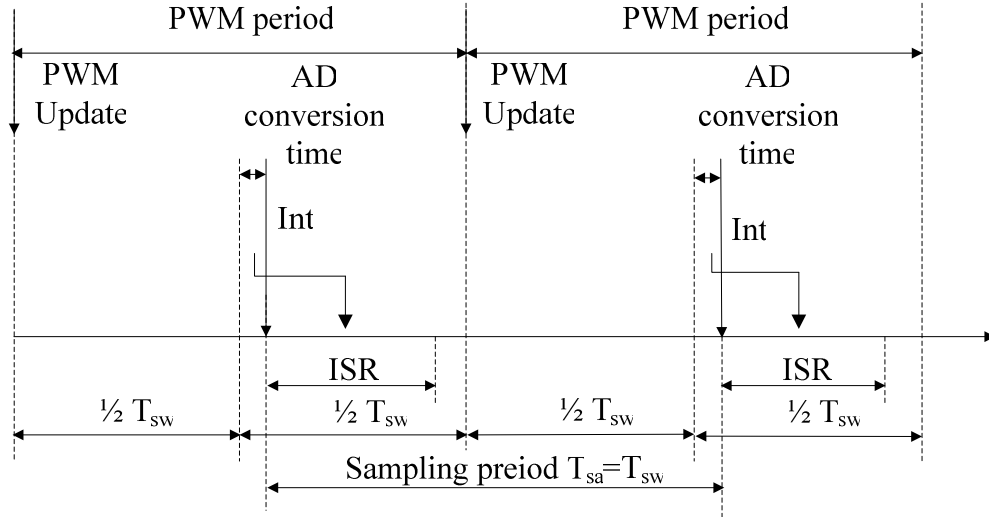 PWM period
PWM period
PWM
Update
AD
conversion
time
PWM
Update
AD
conversion
time
Int
Int
ISR
ISR
½ Tsw
½ Tsw
½ Tsw
½ Tsw
Sampling preiod Tsa=Tsw